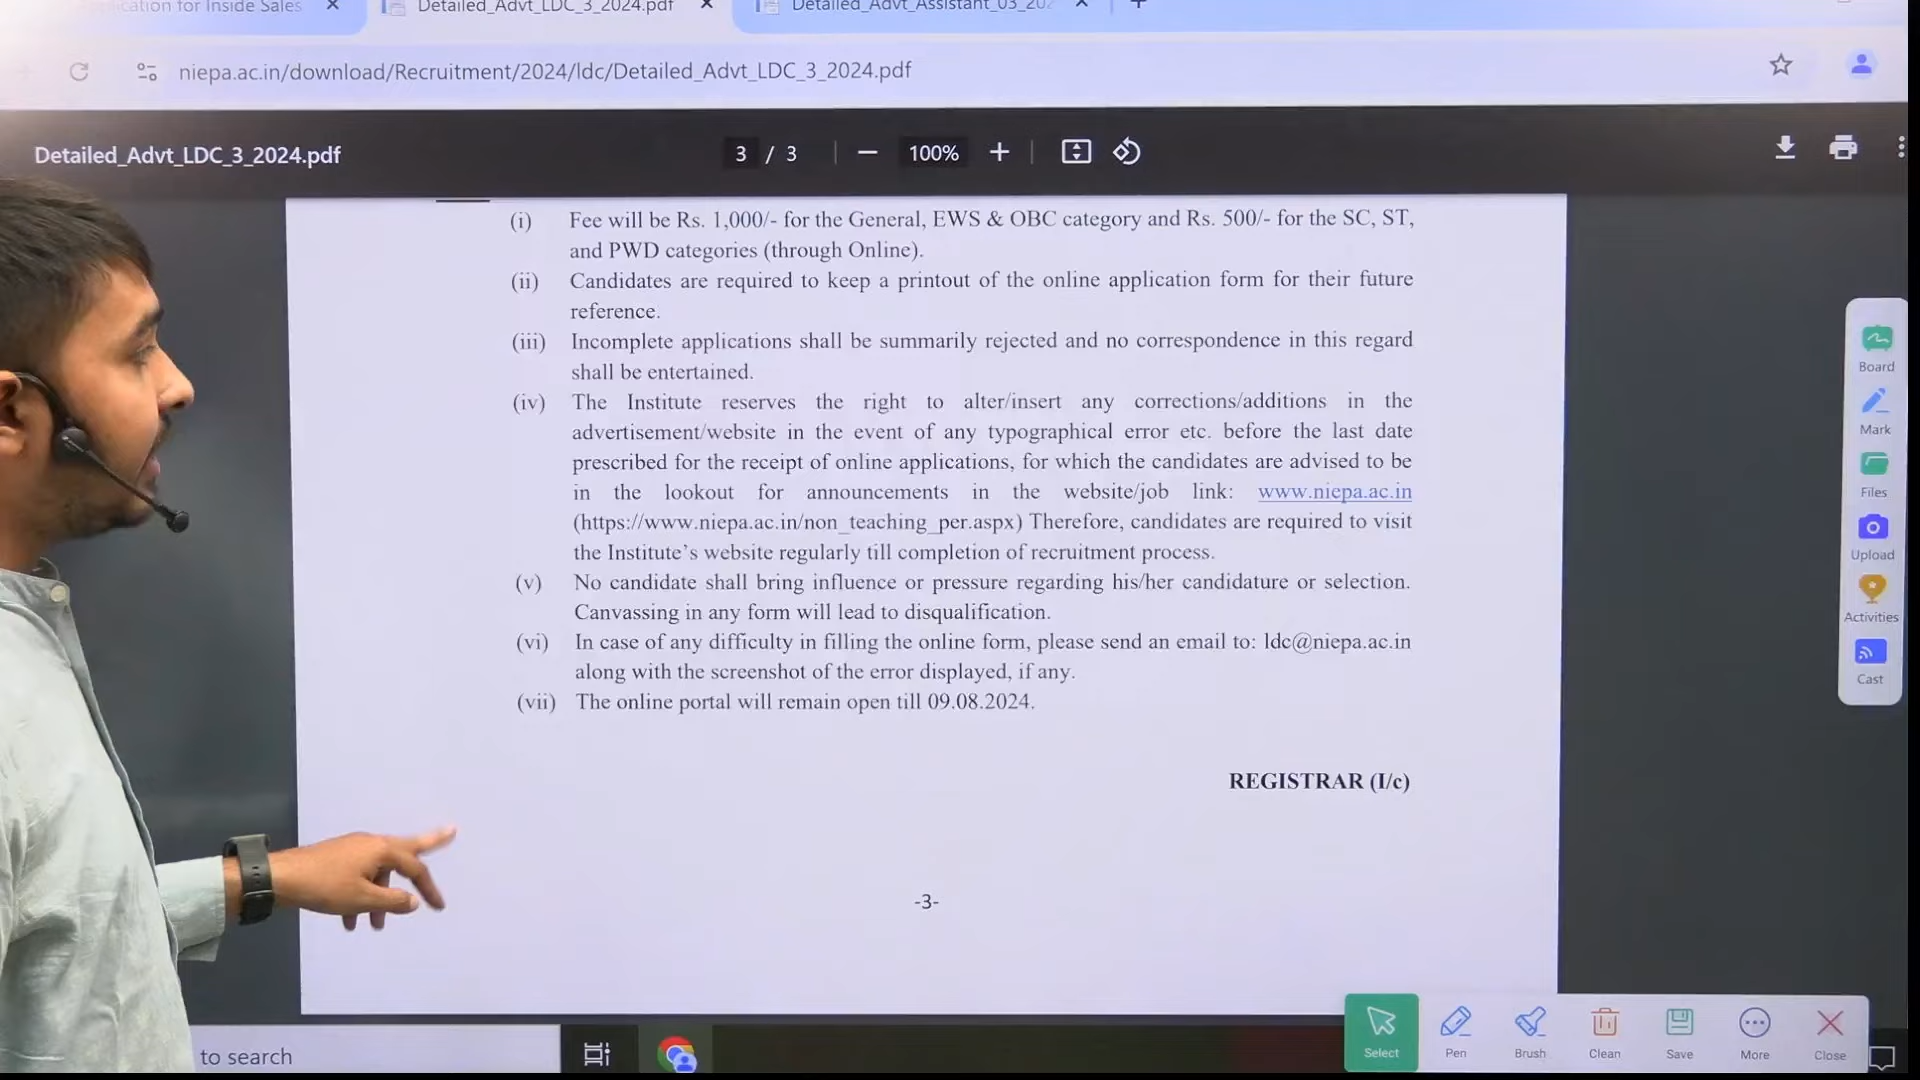 ication for Inside Sales
Detailed_Advt_LDC_3_2024.pdf
Detailed_Advt_Assistant_03_202
niepa.ac.in/download/Recruitment/2024/ldc/Detailed_Advt_LDC_3_2024.pdf
Detailed_Advt_LDC_3_2024.pdf
3 / 3
100%
(i) Fee will be Rs. 1,000/- for the General, EWS & OBC category and Rs. 500/- for the SC, ST,
and PWD categories (through Online).
(ii) Candidates are required to keep a printout of the online application form for their future
reference.
(iii) Incomplete applications shall be summarily rejected and no correspondence in this regard
shall be entertained.
(iv) The Institute reserves the right to alter/insert any corrections/additions in the
advertisement/website in the event of any typographical error etc. before the last date
prescribed for the receipt of online applications, for which the candidates are advised to be
in the lookout for announcements in the website/job link: www.niepa.ac.in
(https://www.niepa.ac.in/non_teaching_per.aspx) Therefore, candidates are required to visit
the Institute's website regularly till completion of recruitment process.
(v) No candidate shall bring influence or pressure regarding his/her candidature or selection.
Canvassing in any form will lead to disqualification.
(vi) In case of any difficulty in filling the online form, please send an email to: ldc@niepa.ac.in
along with the screenshot of the error displayed, if any.
(vii) The online portal will remain open till 09.08.2024.
REGISTRAR (I/c)
-3-
Board
Mark
Files
Upload
Activities
Cast
to search
Select
Pen
Brush
Clean
Save
More
Close